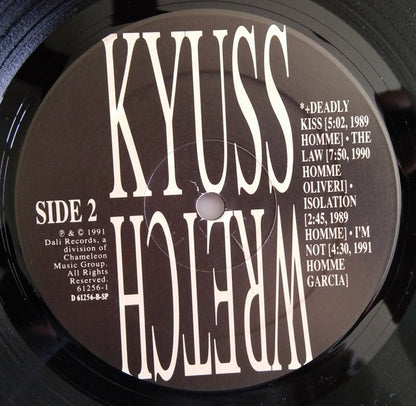 KYUSS
WRETCH
SIDE 2
℗ & © 1991
Dali Records, a
division of
Chameleon
Music Group.
All Rights
Reserved.
61256-1
D 61256-B-SP
*+DEADLY
KISS [5:02, 1989
HOMME] • THE
LAW [7:50, 1990
HOMME
OLIVERI] •
ISOLATION
[2:45, 1989
HOMME] • I'M
NOT [4:30, 1991
HOMME
GARCIA]